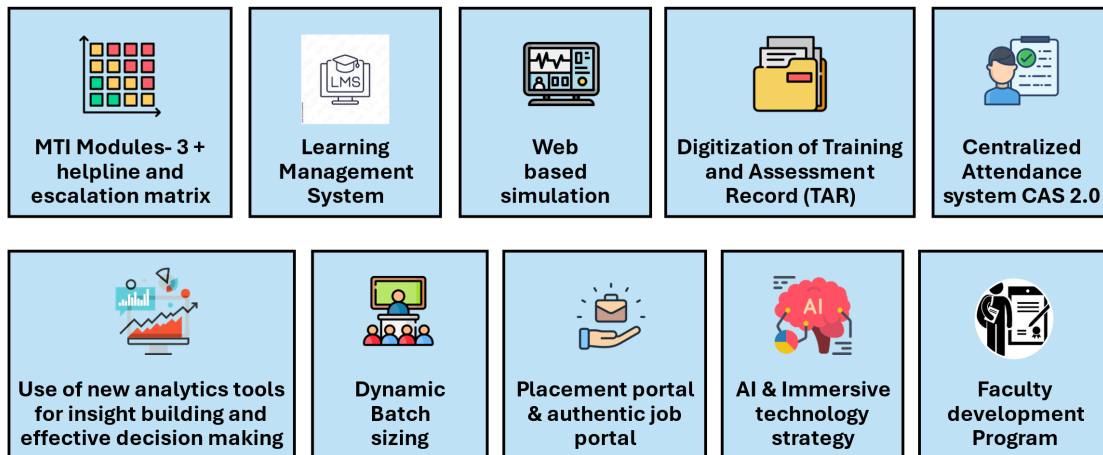 MTI Modules- 3 +
helpline and
escalation matrix
LMS
Learning
Management
System
Web
based
simulation
Digitization of Training
and Assessment
Record (TAR)
Centralized
Attendance
system CAS 2.0
Use of new analytics tools
for insight building and
effective decision making
Dynamic
Batch
sizing
Placement portal
& authentic job
portal
AI
AI & Immersive
technology
strategy
Faculty
development
Program